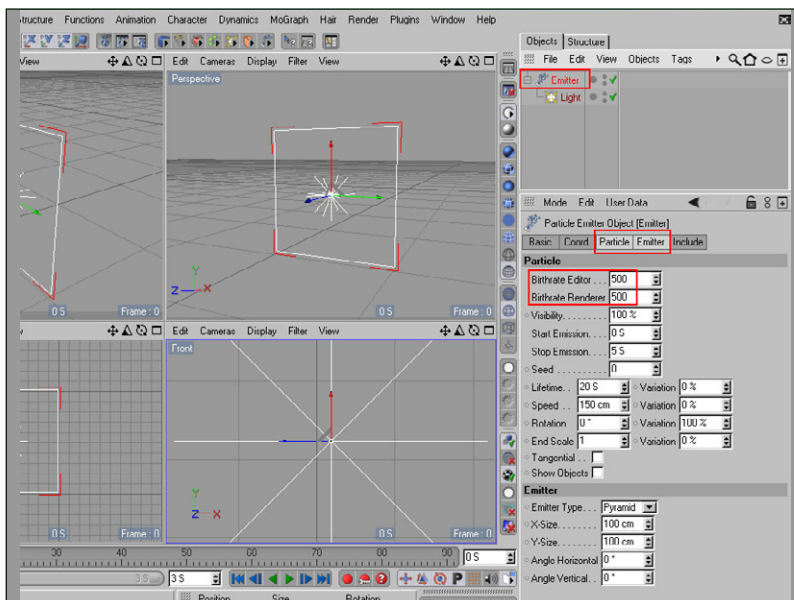 Structure Functions Animation Character Dynamics MoGraph Hair Render Plugins Window Help
View
Edit Cameras Display Filter View
Perspective
Y
Z X
0 S Frame : 0
0 S Frame : 0
Edit Cameras Display Filter View
Front
Y
Z X
0 S Frame : 0
0 S Frame : 0
30 40 50 60 70 80 90 0 S
3 S 3 S
P
Position Size Rotation
Objects Structure
File Edit View Objects Tags
Emitter
Light
Mode Edit User Data
Particle Emitter Object [Emitter]
Basic Coord. Particle Emitter Include
Particle
Birthrate Editor . . . 500
Birthrate Renderer 500
Visibility. . . . . . . . . 100 %
Start Emission. . . . 0 S
Stop Emission. . . . 5 S
Seed . . . . . . . . . . 0
Lifetime. . 20 S Variation 0 %
Speed . . 150 cm Variation 0 %
Rotation 0 ° Variation 100 %
End Scale 1 Variation 0 %
Tangential . .
Show Objects
Emitter
Emitter Type. . . Pyramid
X-Size. . . . . . . . 100 cm
Y-Size. . . . . . . . 100 cm
Angle Horizontal 0 °
Angle Vertical. . 0 °